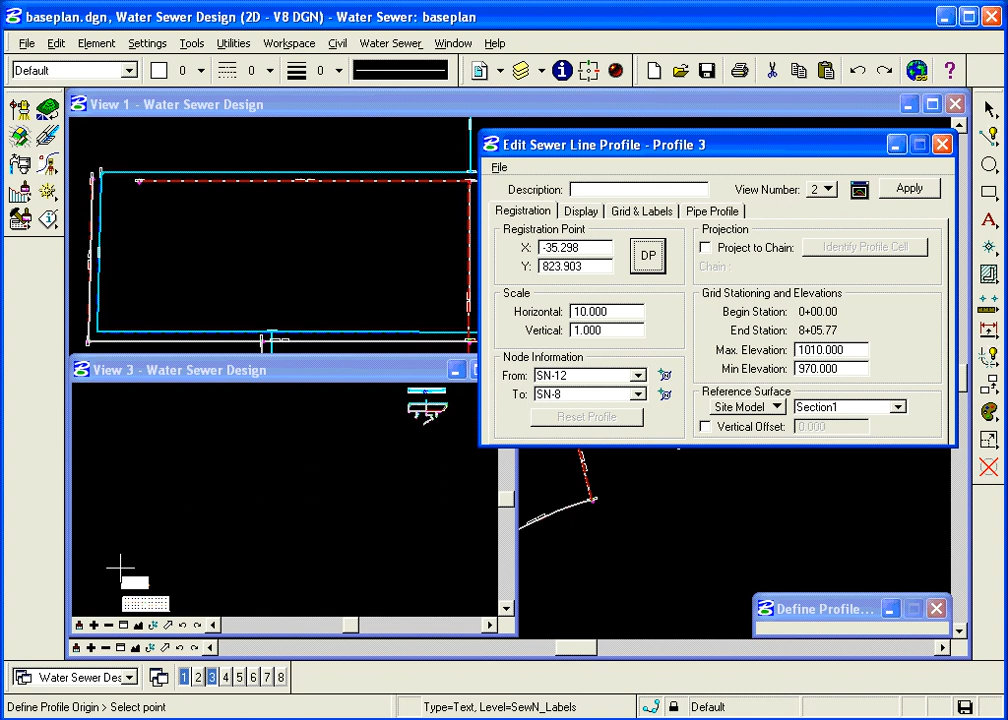 baseplan.dgn, Water Sewer Design (2D - V8 DGN) - Water Sewer: baseplan
File Edit Element Settings Tools Utilities Workspace Civil Water Sewer Window Help
Default 0 0 0
View 1 - Water Sewer Design
Edit Sewer Line Profile - Profile 3
File
Description: View Number: 2 Apply
Registration Display Grid & Labels Pipe Profile
Registration Point
X: -35.298
Y: 823.903
DP
Projection
Project to Chain: Identify Profile Cell
Chain :
Scale
Horizontal: 10.000
Vertical: 1.000
Grid Stationing and Elevations
Begin Station: 0+00.00
End Station: 8+05.77
Max. Elevation: 1010.000
Min Elevation: 970.000
Node Information
From: SN-12
To: SN-8
Reset Profile
Reference Surface
Site Model Section1
Vertical Offset: 0.000
View 3 - Water Sewer Design
Define Profile...
Water Sewer Des 1 2 3 4 5 6 7 8
Define Profile Origin > Select point Type=Text, Level=SewN_Labels Default